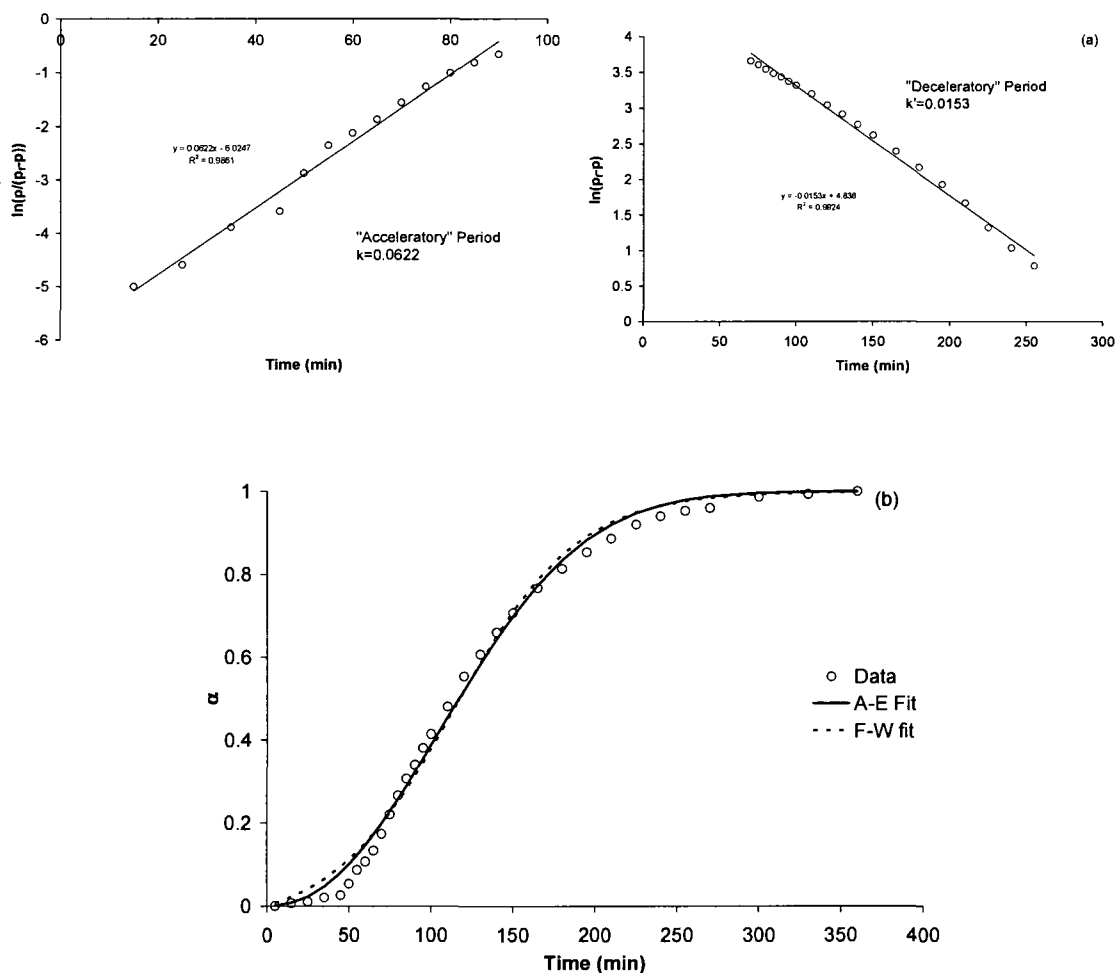 0
0 20 40 60 80 100
-1
-2
-3
-4
-5
-6
ln(p/(pf-p))
y = 0.0622x - 6.0247
R² = 0.9861
"Acceleratory" Period
k=0.0622
Time (min)
(a)
4
3.5
3
2.5
2
1.5
1
0.5
0
ln(pf-p)
"Deceleratory" Period
k'=0.0153
y = -0.0153x + 4.838
R² = 0.9924
0 50 100 150 200 250 300
Time (min)
(b)
1
0.8
0.6
0.4
0.2
0
α
Data
A-E Fit
F-W fit
0 50 100 150 200 250 300 350 400
Time (min)